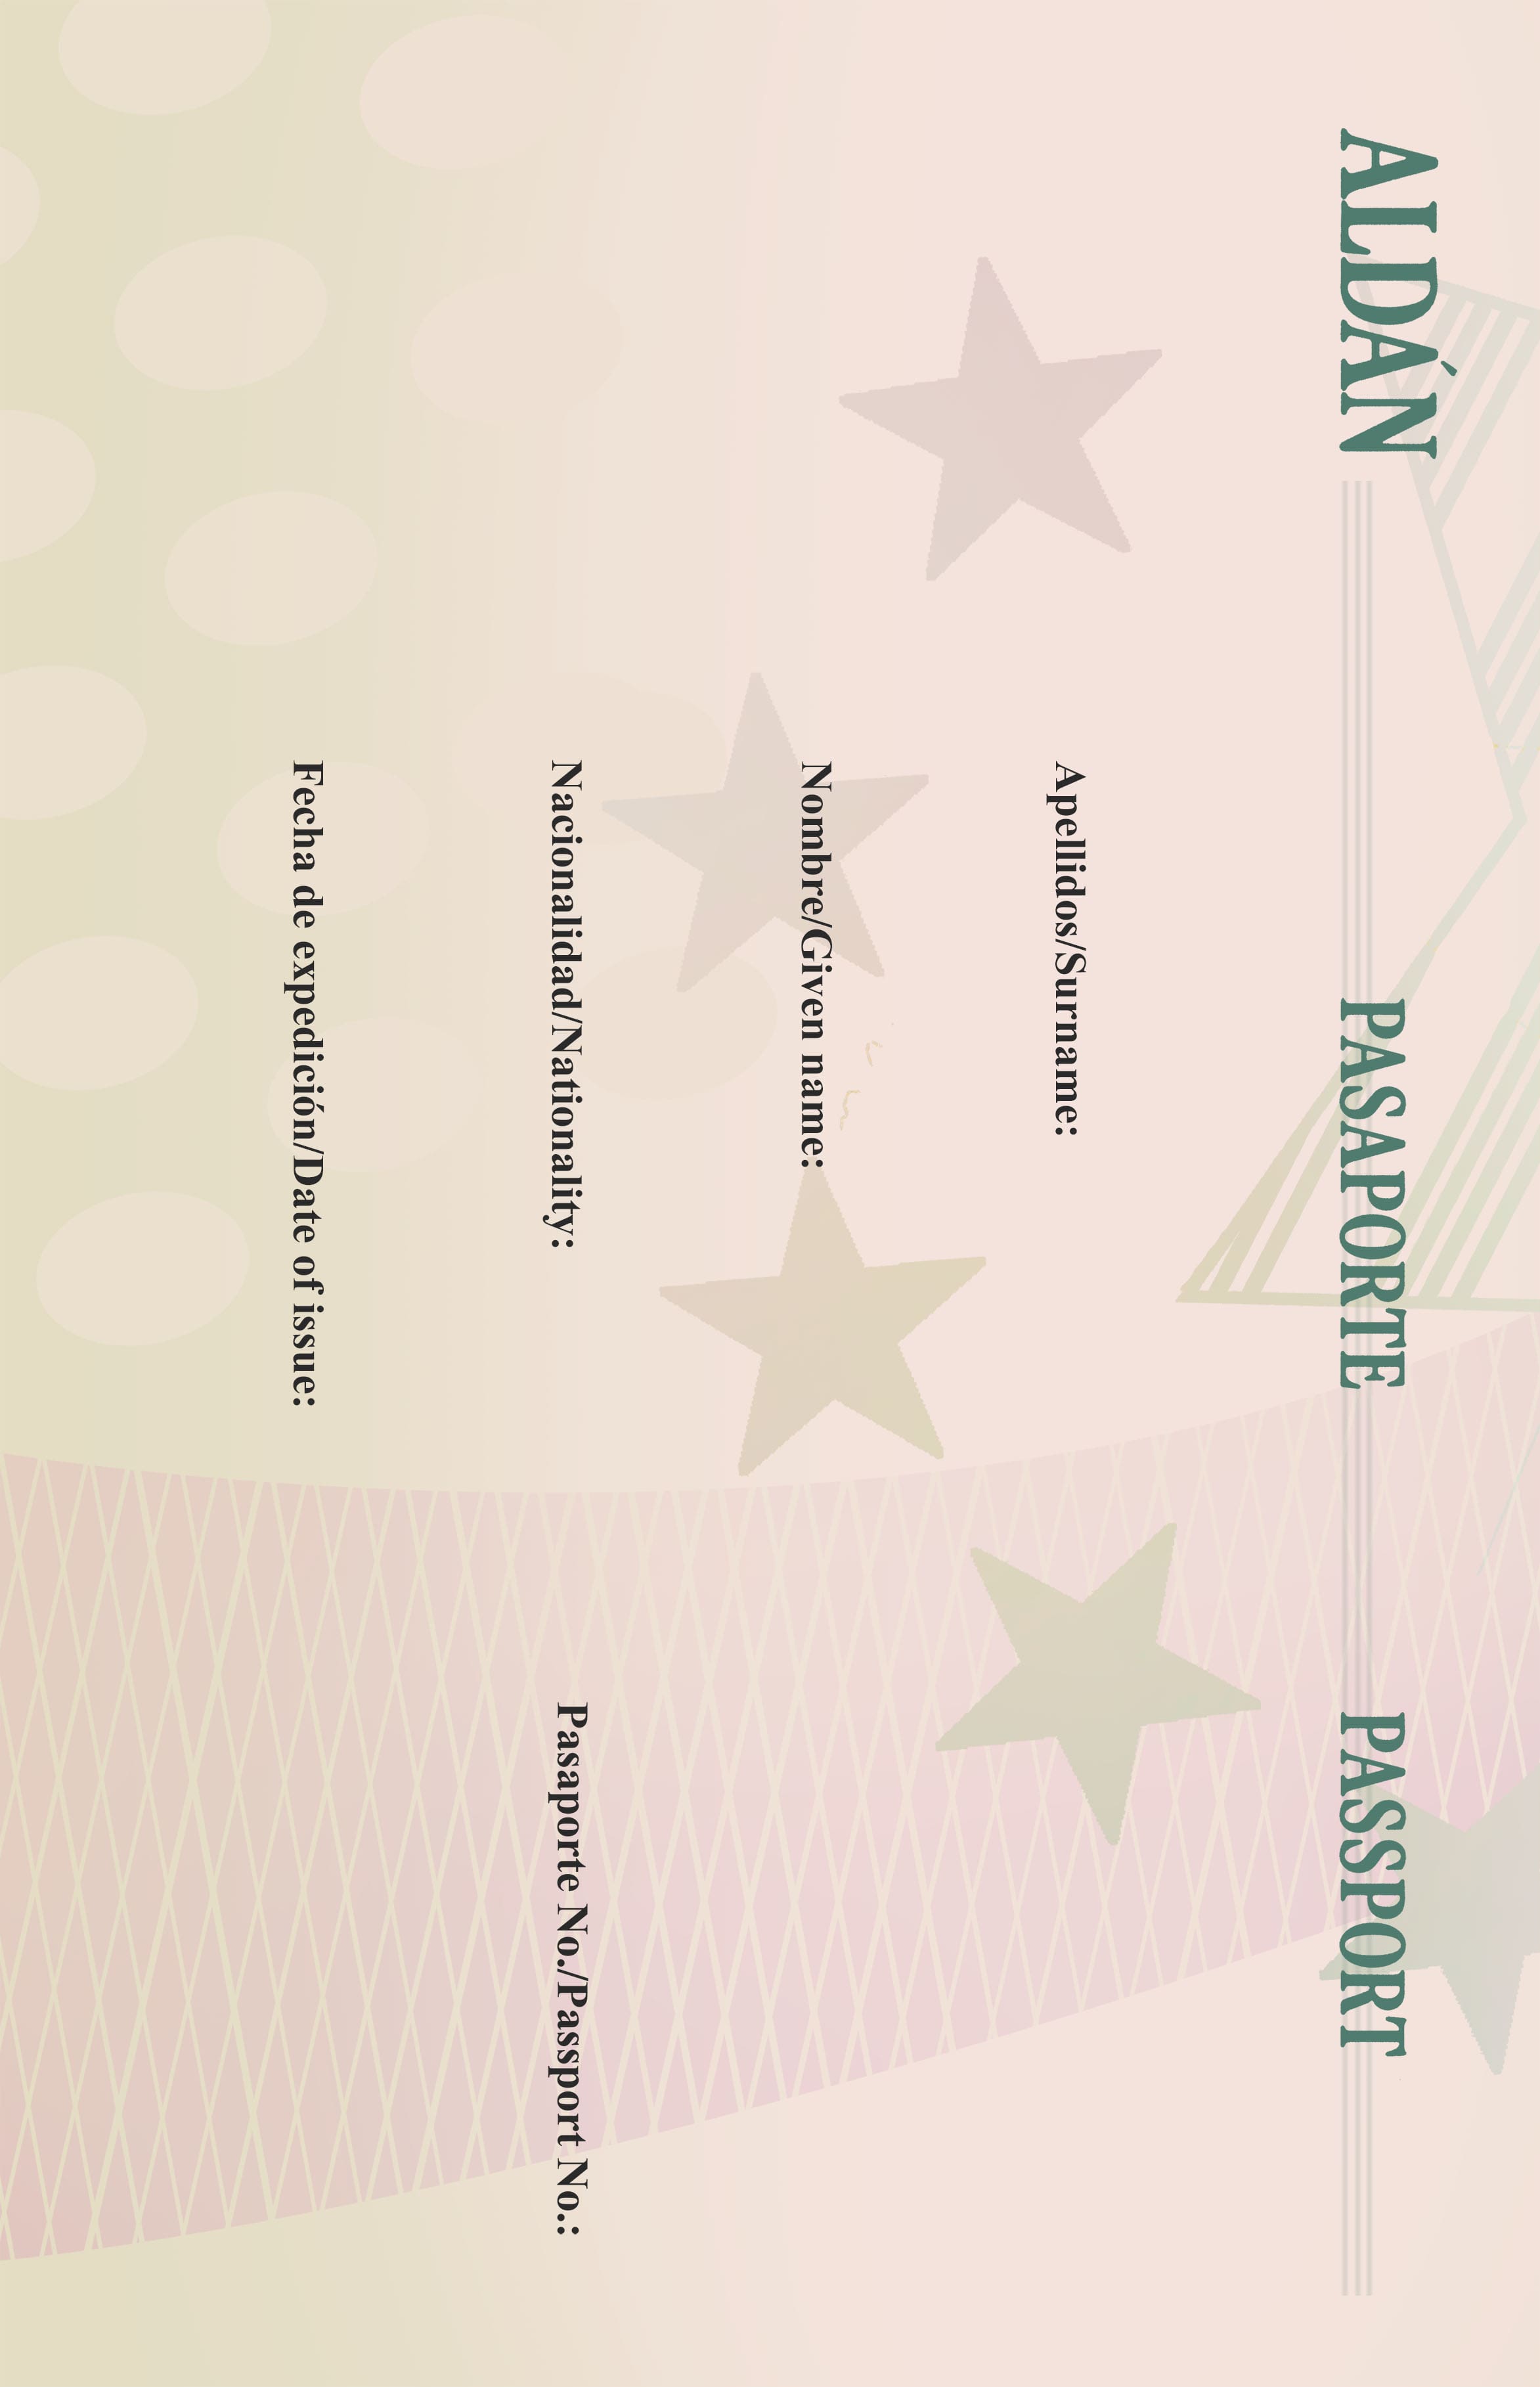 ALDÁN
PASAPORTE
PASSPORT
Apellidos/Surname:
Nombre/Given name:
Nacionalidad/Nationality:
Pasaporte No./Passport No.:
Fecha de expedición/Date of issue: